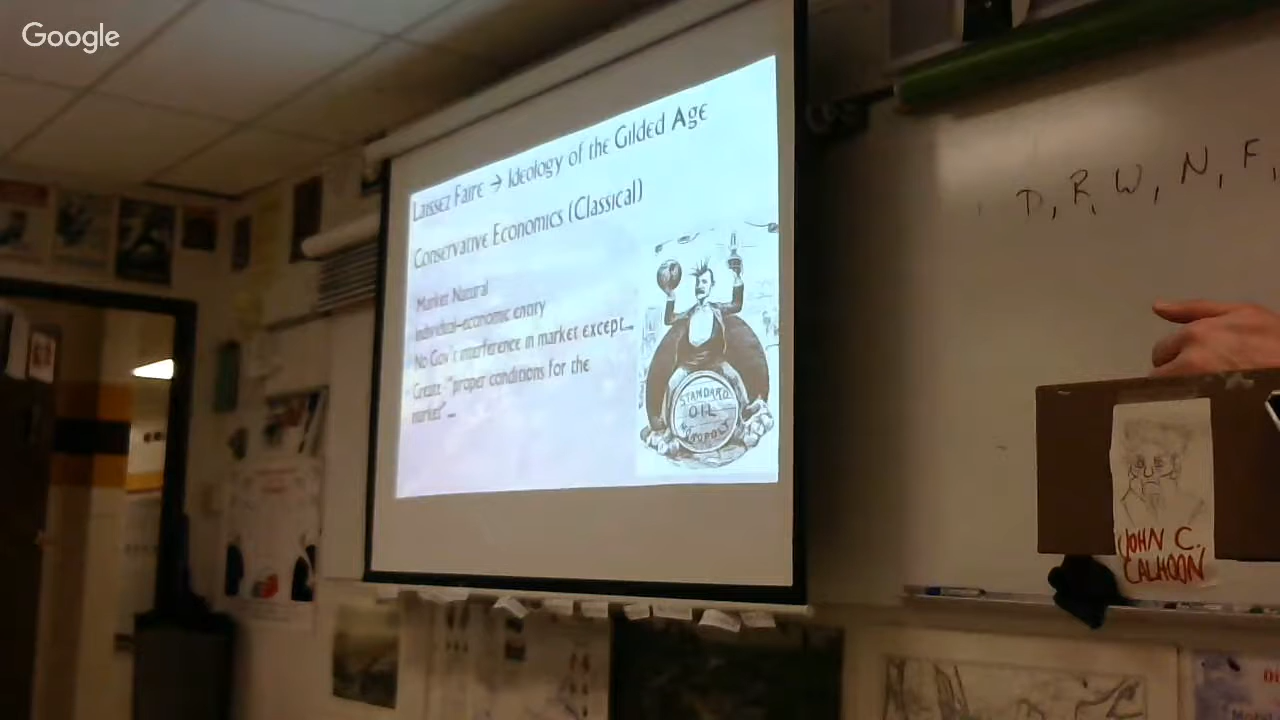 Google
Laissez Faire → Ideology of the Gilded Age
Conservative Economics (Classical)
Market Natural
Individual-economic entity
No Gov't interference in market except...
Create "proper conditions for the
market"...
STANDARD
OIL
D, R, W, N, F,
JOHN C.
CALHOON